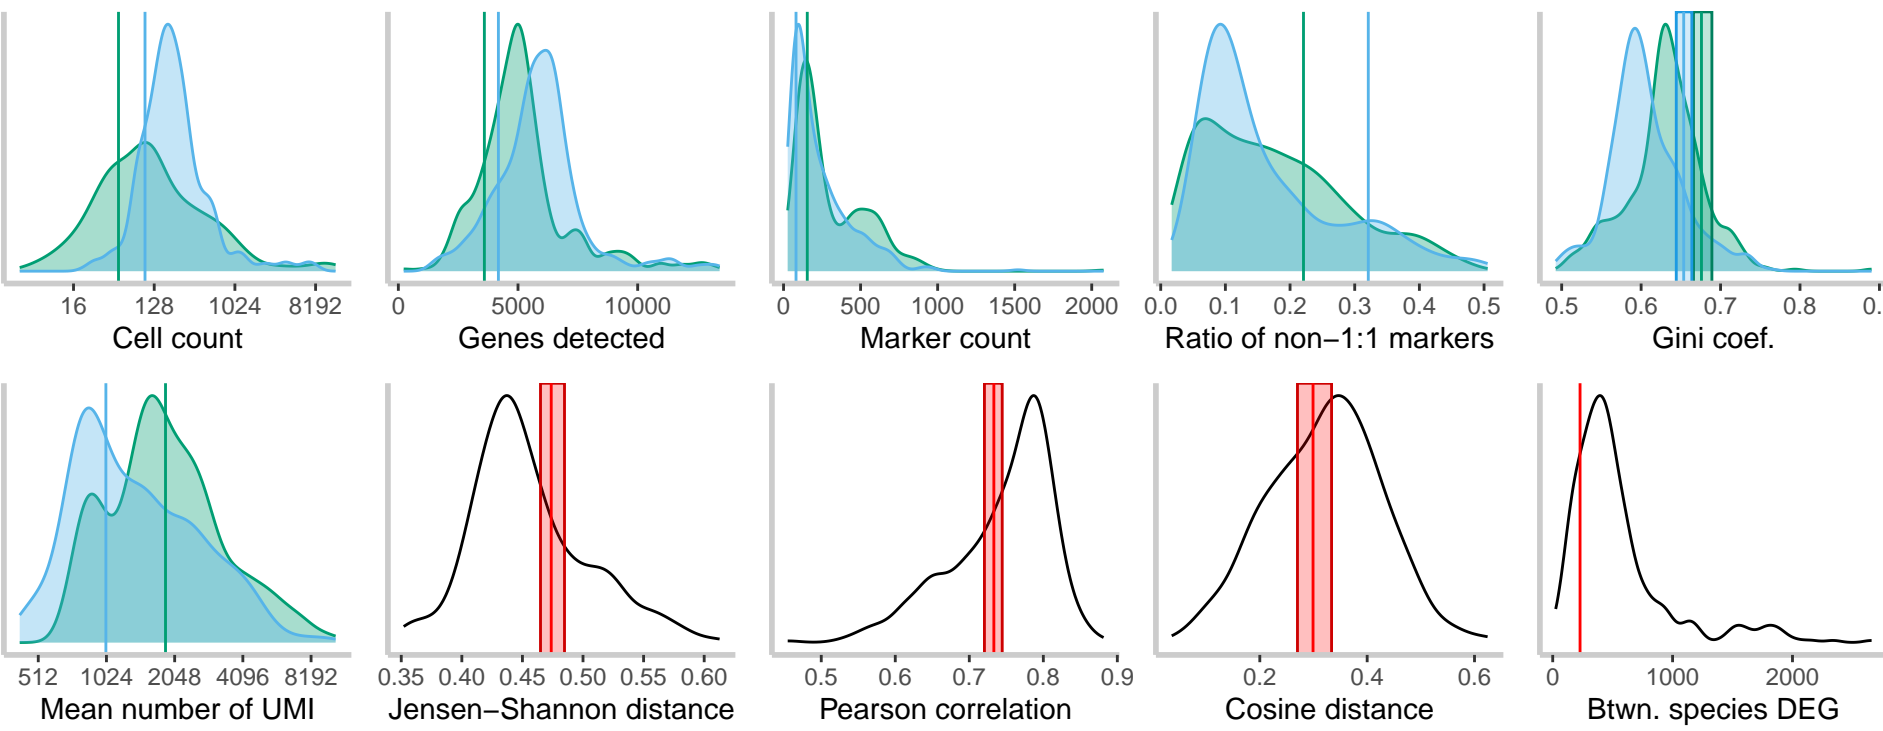 16 128 1024 8192
Cell count
0 5000 10000
Genes detected
0 500 1000 1500 2000
Marker count
0.0 0.1 0.2 0.3 0.4 0.5
Ratio of non−1:1 markers
0.5 0.6 0.7 0.8 0.
Gini coef.
512 1024 2048 4096 8192
Mean number of UMI
0.35 0.40 0.45 0.50 0.55 0.60
Jensen−Shannon distance
0.5 0.6 0.7 0.8 0.9
Pearson correlation
0.2 0.4 0.6
Cosine distance
0 1000 2000
Btwn. species DEG